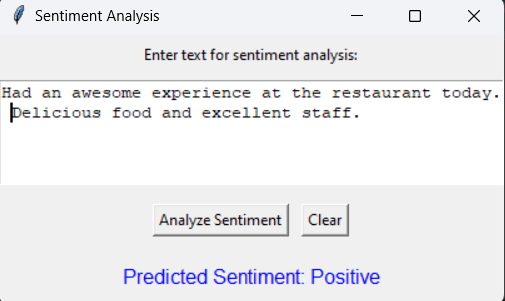 Sentiment Analysis
Enter text for sentiment analysis:
Had an awesome experience at the restaurant today.
Delicious food and excellent staff.
Analyze Sentiment Clear
Predicted Sentiment: Positive